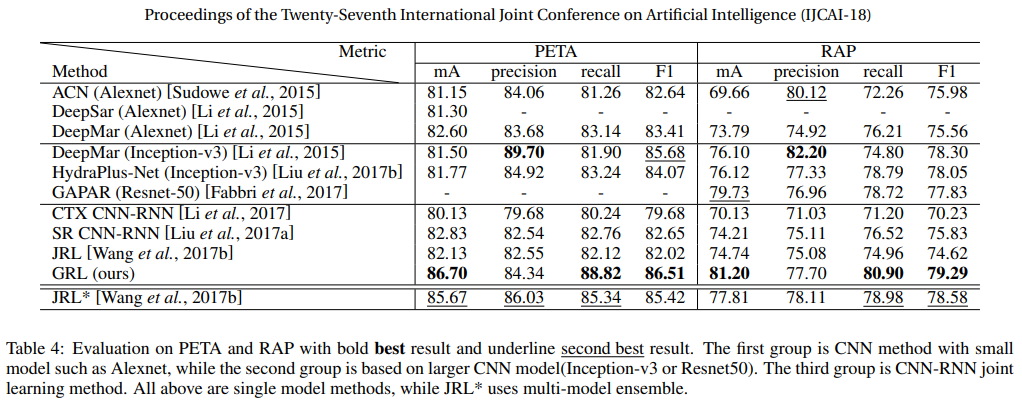 Proceedings of the Twenty-Seventh International Joint Conference on Artificial Intelligence (IJCAI-18)
Metric PETA RAP
Method mA precision recall F1 mA precision recall F1
ACN (Alexnet) [Sudowe et al., 2015] 81.15 84.06 81.26 82.64 69.66 80.12 72.26 75.98
DeepSar (Alexnet) [Li et al., 2015] 81.30 - - - - - - -
DeepMar (Alexnet) [Li et al., 2015] 82.60 83.68 83.14 83.41 73.79 74.92 76.21 75.56
DeepMar (Inception-v3) [Li et al., 2015] 81.50 89.70 81.90 85.68 76.10 82.20 74.80 78.30
HydraPlus-Net (Inception-v3) [Liu et al., 2017b] 81.77 84.92 83.24 84.07 76.12 77.33 78.79 78.05
GAPAR (Resnet-50) [Fabbri et al., 2017] - - - - 79.73 76.96 78.72 77.83
CTX CNN-RNN [Li et al., 2017] 80.13 79.68 80.24 79.68 70.13 71.03 71.20 70.23
SR CNN-RNN [Liu et al., 2017a] 82.83 82.54 82.76 82.65 74.21 75.11 76.52 75.83
JRL [Wang et al., 2017b] 82.13 82.55 82.12 82.02 74.74 75.08 74.96 74.62
GRL (ours) 86.70 84.34 88.82 86.51 81.20 77.70 80.90 79.29
JRL* [Wang et al., 2017b] 85.67 86.03 85.34 85.42 77.81 78.11 78.98 78.58
Table 4: Evaluation on PETA and RAP with bold best result and underline second best result. The first group is CNN method with small
model such as Alexnet, while the second group is based on larger CNN model(Inception-v3 or Resnet50). The third group is CNN-RNN joint
learning method. All above are single model methods, while JRL* uses multi-model ensemble.